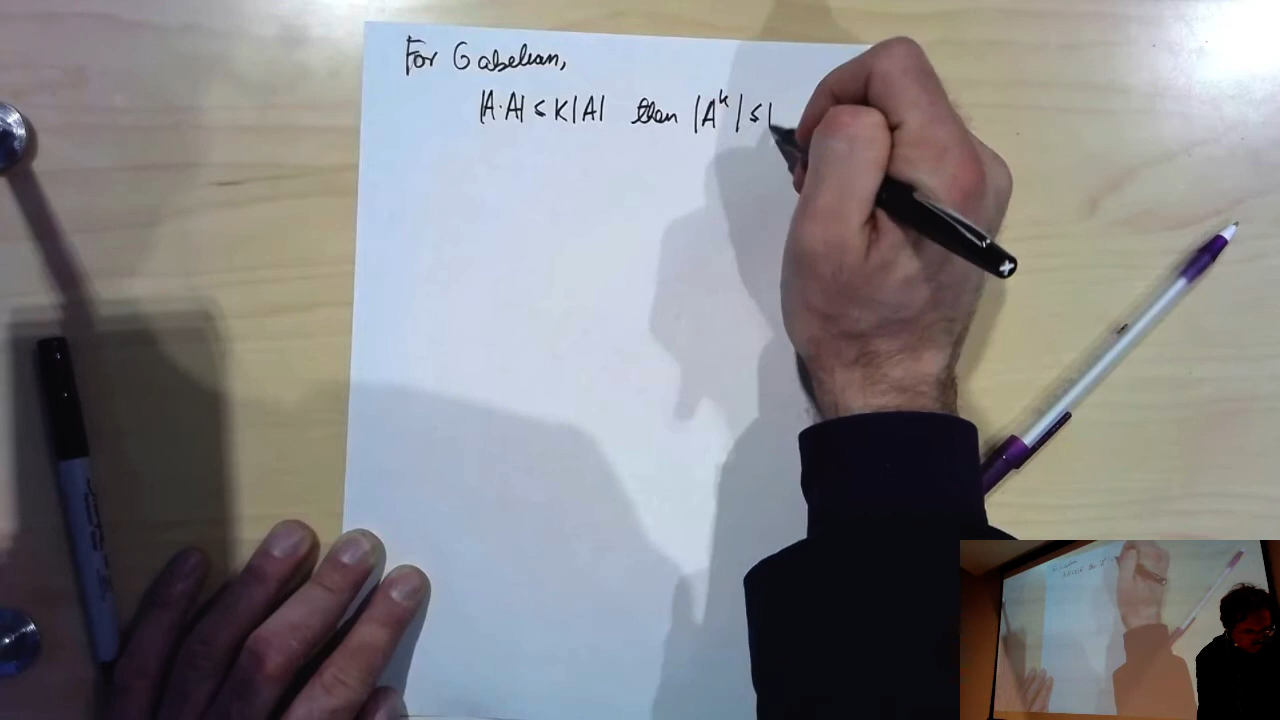 For G abelian,
|A·A| ≤ K|A| then |A^k| ≤ |